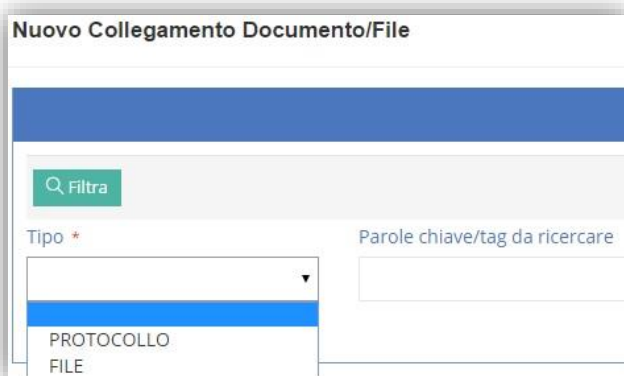 Nuovo Collegamento Documento/File
Filtra
Tipo *
Parole chiave/tag da ricercare
PROTOCOLLO
FILE